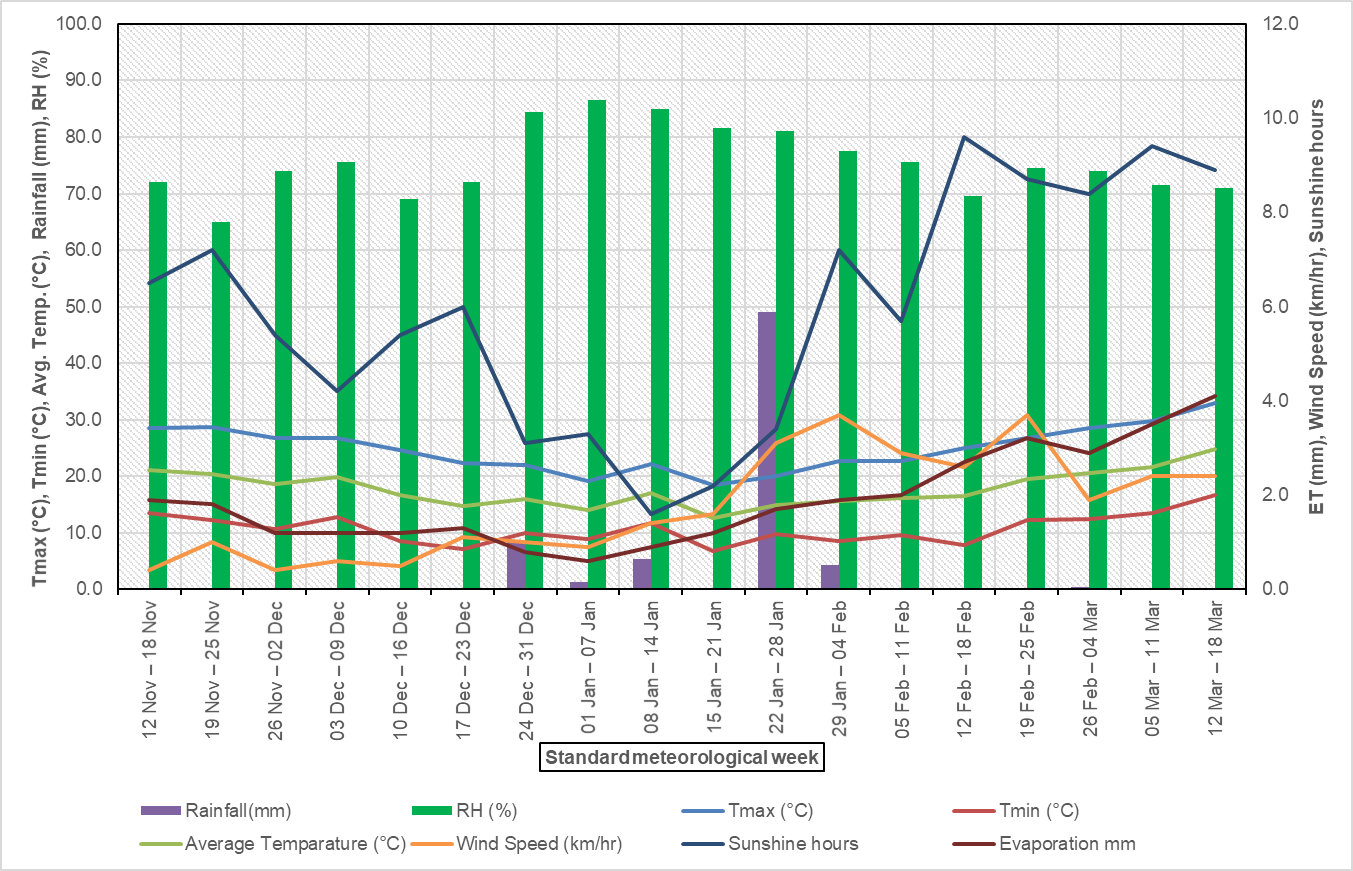 100.0
90.0
80.0
70.0
60.0
50.0
40.0
30.0
20.0
10.0
0.0
Tmax (°C), Tmin (°C), Avg. Temp. (°C), Rainfall (mm), RH (%)
12.0
10.0
8.0
6.0
4.0
2.0
0.0
ET (mm), Wind Speed (km/hr), Sunshine hours
12 Nov – 18 Nov
19 Nov – 25 Nov
26 Nov – 02 Dec
03 Dec – 09 Dec
10 Dec – 16 Dec
17 Dec – 23 Dec
24 Dec – 31 Dec
01 Jan – 07 Jan
08 Jan – 14 Jan
15 Jan – 21 Jan
22 Jan – 28 Jan
29 Jan – 04 Feb
05 Feb – 11 Feb
12 Feb – 18 Feb
19 Feb – 25 Feb
26 Feb – 04 Mar
05 Mar – 11 Mar
12 Mar – 18 Mar
Standard meteorological week
Rainfall(mm) RH (%) Tmax (°C) Tmin (°C)
Average Temparature (°C) Wind Speed (km/hr) Sunshine hours Evaporation mm